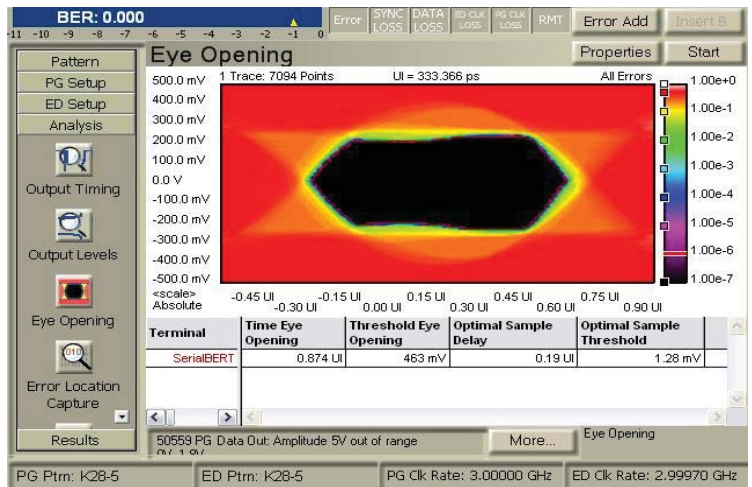 BER: 0.000
-11 -10 -9 -8 -7 -6 -5 -4 -3 -2 -1 0
Error
SYNC LOSS
DATA LOSS
ED CLK LOSS
PG CLK LOSS
RMT
Error Add
Insert B
Eye Opening
Properties
Start
Pattern
PG Setup
ED Setup
Analysis
Output Timing
Output Levels
Eye Opening
Error Location
Capture
Results
1 Trace: 7094 Points UI = 333.366 ps All Errors
500.0 mV
400.0 mV
300.0 mV
200.0 mV
100.0 mV
0.0 V
-100.0 mV
-200.0 mV
-300.0 mV
-400.0 mV
-500.0 mV
1.00e+0
1.00e-1
1.00e-2
1.00e-3
1.00e-4
1.00e-5
1.00e-6
1.00e-7
<scale>
Absolute
-0.45 UI -0.15 UI 0.15 UI 0.45 UI 0.75 UI
-0.30 UI 0.00 UI 0.30 UI 0.60 UI 0.90 UI
Terminal
Time Eye Opening
Threshold Eye Opening
Optimal Sample Delay
Optimal Sample Threshold
SerialBERT 0.874 UI 463 mV 0.19 UI 1.28 mV
50559 PG Data Out: Amplitude 5V out of range
More...
Eye Opening
PG Ptrn: K28-5
ED Ptrn: K28-5
PG Clk Rate: 3.00000 GHz
ED Clk Rate: 2.99970 GHz